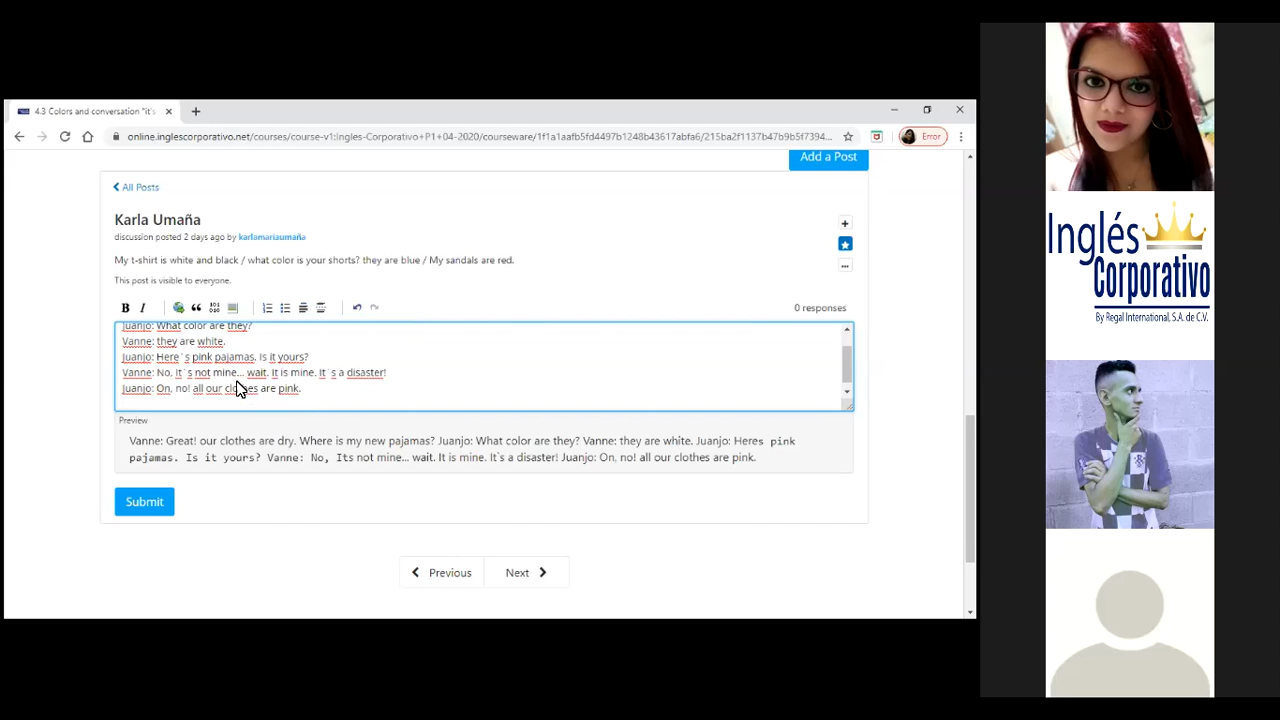 4.3 Colors and conversation "it's
online.inglescorporativo.net/courses/course-v1:Ingles-Corporativo+P1+04-2020/courseware/1f1a1aafb5fd4497b1248b43617abfa6/215ba2f1137b47b9b5f7394...
Error
Add a Post
All Posts
Karla Umaña
discussion posted 2 days ago by karlamariaumaña
My t-shirt is white and black / what color is your shorts? they are blue / My sandals are red.
This post is visible to everyone.
B I
0 responses
Juanjo: What color are they?
Vanne: they are white.
Juanjo: Here`s pink pajamas. Is it yours?
Vanne: No. It`s not mine... wait. It is mine. It`s a disaster!
Juanjo: On, no! all our clothes are pink.
Preview
Vanne: Great! our clothes are dry. Where is my new pajamas? Juanjo: What color are they? Vanne: they are white. Juanjo: Heres pink
pajamas. Is it yours? Vanne: No, Its not mine... wait. It is mine. It`s a disaster! Juanjo: On, no! all our clothes are pink.
Submit
Previous
Next
Inglés
Corporativo
By Regal International, S.A. de C.V.